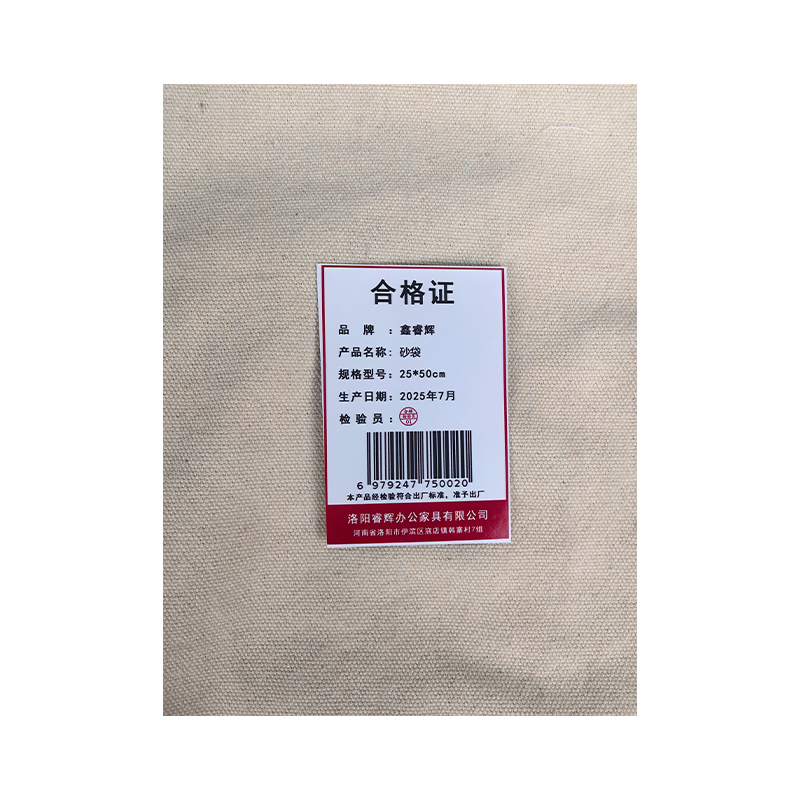 合格证
品 牌 : 鑫睿辉
产品名称: 砂袋
规格型号: 25*50cm
生产日期: 2025年7月
检 验 员 :
01
6 979247 750020
本产品经检验符合出厂标准, 准予出厂
洛阳睿辉办公家具有限公司
河南省洛阳市伊滨区寇店镇韩寨村7组